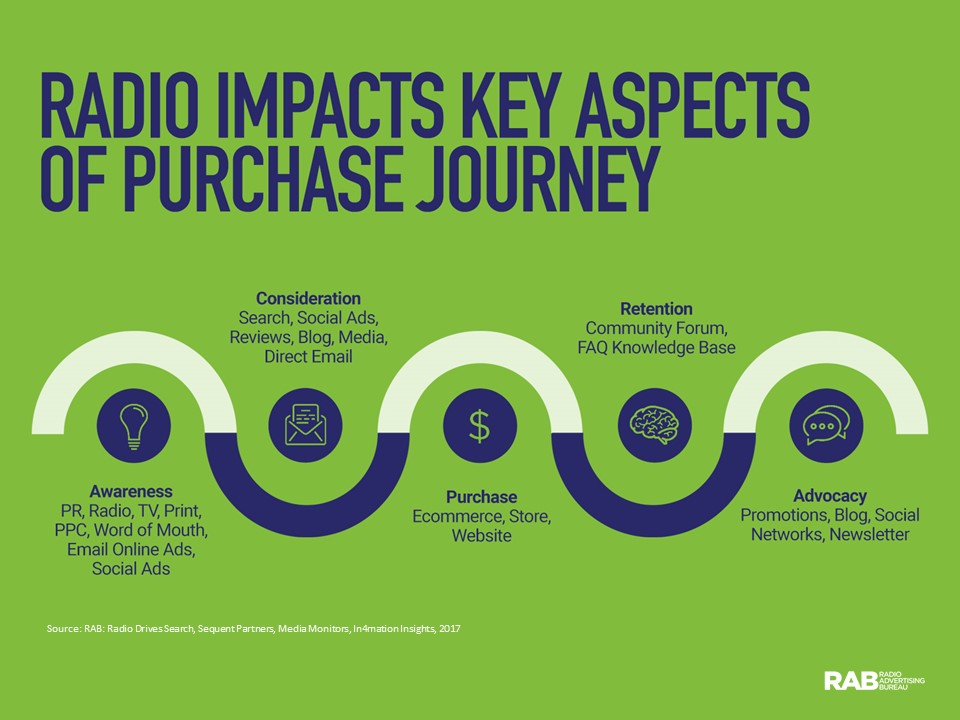 RADIO IMPACTS KEY ASPECTS
OF PURCHASE JOURNEY
Consideration
Search, Social Ads,
Reviews, Blog, Media,
Direct Email
Retention
Community Forum,
FAQ Knowledge Base
$
Awareness
PR, Radio, TV, Print,
PPC, Word of Mouth,
Email Online Ads,
Social Ads
Purchase
Ecommerce, Store,
Website
Advocacy
Promotions, Blog, Social
Networks, Newsletter
Source: RAB: Radio Drives Search, Sequent Partners, Media Monitors, In4mation Insights, 2017
RAB
RADIO
ADVERTISING
BUREAU